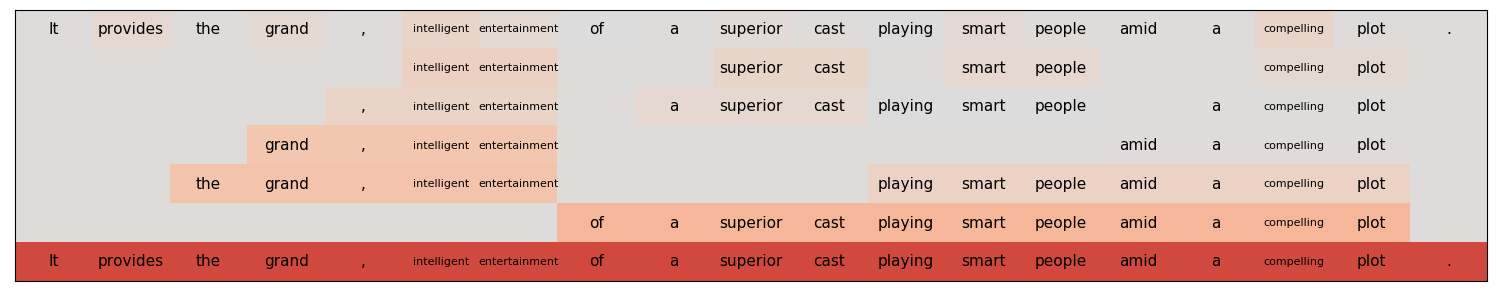 It provides the grand , intelligent entertainment of a superior cast playing smart people amid a compelling plot .
intelligent entertainment superior cast smart people compelling plot
, intelligent entertainment a superior cast playing smart people a compelling plot
grand , intelligent entertainment amid a compelling plot
the grand , intelligent entertainment playing smart people amid a compelling plot
of a superior cast playing smart people amid a compelling plot
It provides the grand , intelligent entertainment of a superior cast playing smart people amid a compelling plot .